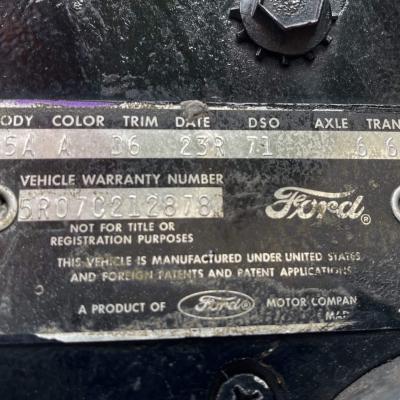 ODY COLOR TRIM DATE DSO AXLE TRAN
5A A D6 23R 71 6 6
VEHICLE WARRANTY NUMBER
5R07C212878
Ford
NOT FOR TITLE OR
REGISTRATION PURPOSES
THIS VEHICLE IS MANUFACTURED UNDER UNITED STATES
AND FOREIGN PATENTS AND PATENT APPLICATIONS
A PRODUCT OF Ford MOTOR COMPAN
MAD